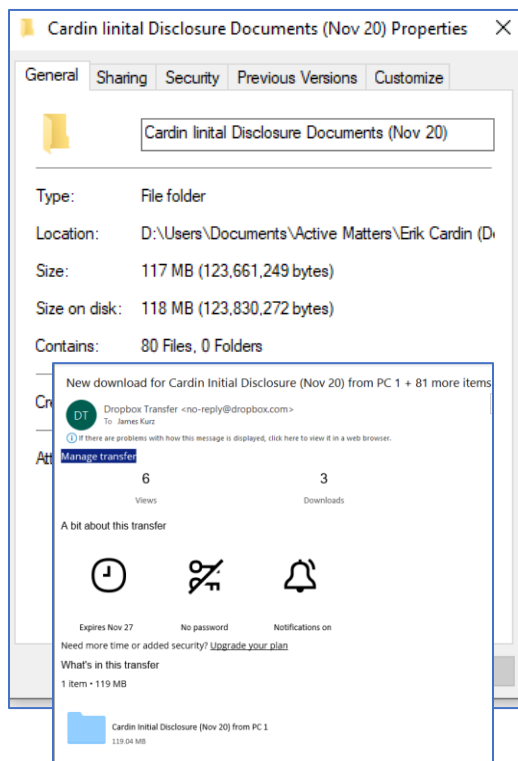 Cardin Iinital Disclosure Documents (Nov 20) Properties
General Sharing Security Previous Versions Customize
Cardin Iinital Disclosure Documents (Nov 20)
Type: File folder
Location: D:\Users\Documents\Active Matters\Erik Cardin (D
Size: 117 MB (123,661,249 bytes)
Size on disk: 118 MB (123,830,272 bytes)
Contains: 80 Files, 0 Folders
Cr
Att
New download for Cardin Initial Disclosure (Nov 20) from PC 1 + 81 more items
DT
Dropbox Transfer <no-reply@dropbox.com>
To James Kurz
If there are problems with how this message is displayed, click here to view it in a web browser.
Manage transfer
6 3
Views Downloads
A bit about this transfer
Expires Nov 27 No password Notifications on
Need more time or added security? Upgrade your plan
What's in this transfer
1 item • 119 MB
Cardin Initial Disclosure (Nov 20) from PC 1
119.04 MB